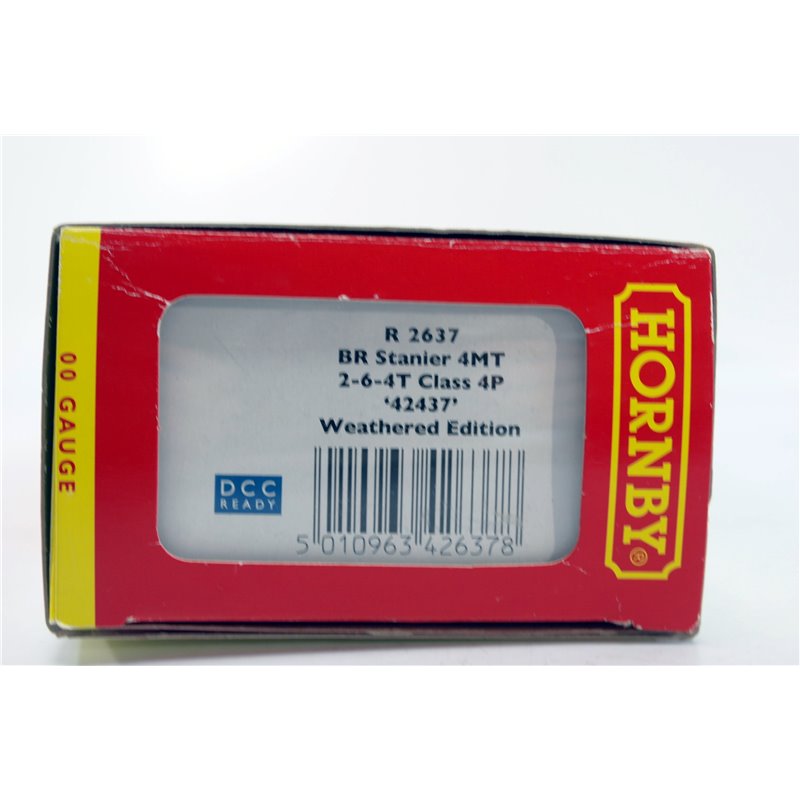 00 GAUGE
R 2637
BR Stanier 4MT
2-6-4T Class 4P
‘42437’
Weathered Edition
DCC
READY
5 010963 426378
HORNBY®